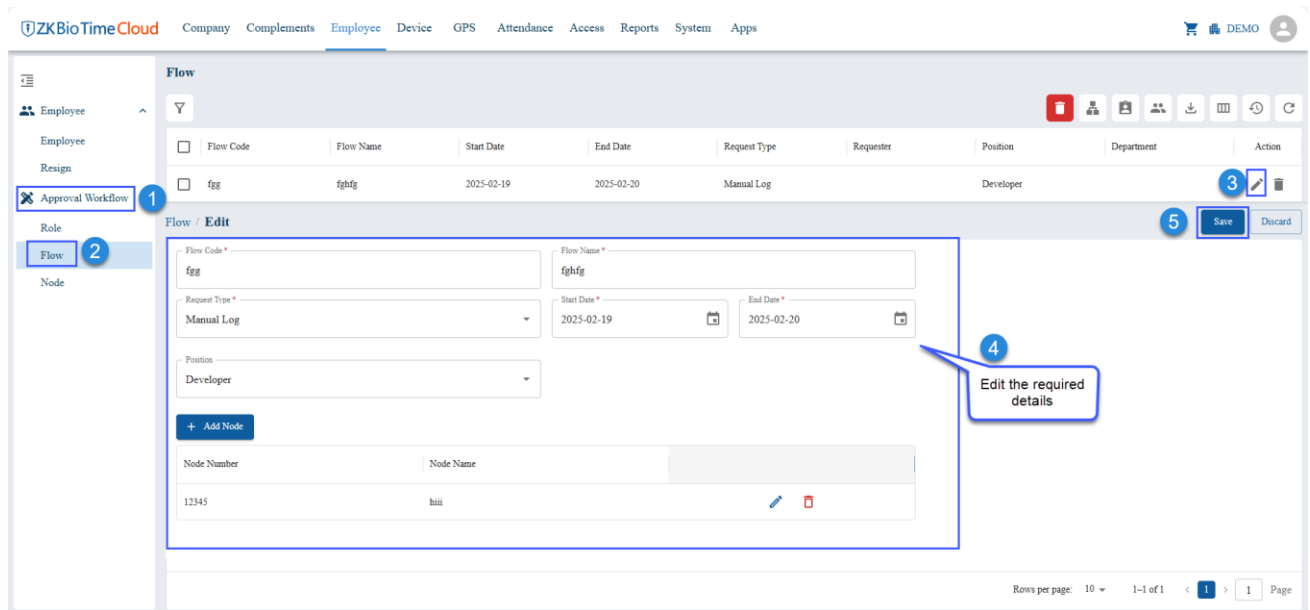 ZKBioTime Cloud Company Complements Employee Device GPS Attendance Access Reports System Apps DEMO
Flow
Employee
Employee
Resign
Approval Workflow 1
Role
Flow 2
Node
Flow Code Flow Name Start Date End Date Request Type Requester Position Department Action
fgg fghfg 2025-02-19 2025-02-20 Manual Log Developer 3
Flow / Edit 5 Save Discard
Flow Code * Flow Name *
fgg fghfg
Request Type * Start Date * End Date *
Manual Log 2025-02-19 2025-02-20
Position
Developer
4
Edit the required
details
+ Add Node
Node Number Node Name
12345 hiii
Rows per page: 10 1–1 of 1 < 1 > 1 Page